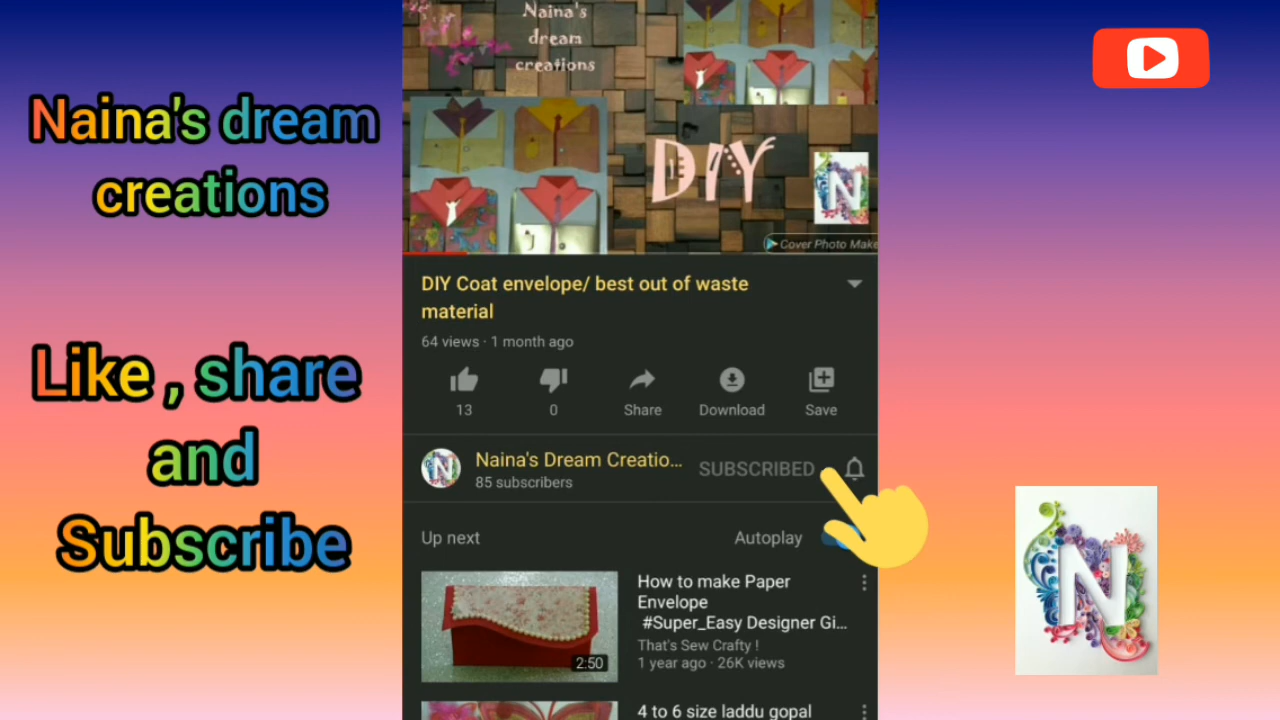 Naina's dream
creations
Like , share
and
Subscribe
Naina's
dream
creations
DIY
N
Cover Photo Make
DIY Coat envelope/ best out of waste
material
64 views · 1 month ago
13
0
Share
Download
Save
N
Naina's Dream Creatio...
SUBSCRIBED
85 subscribers
Up next
Autoplay
How to make Paper
Envelope
#Super_Easy Designer Gi...
That's Sew Crafty !
1 year ago · 26K views
2:50
4 to 6 size laddu gopal
N